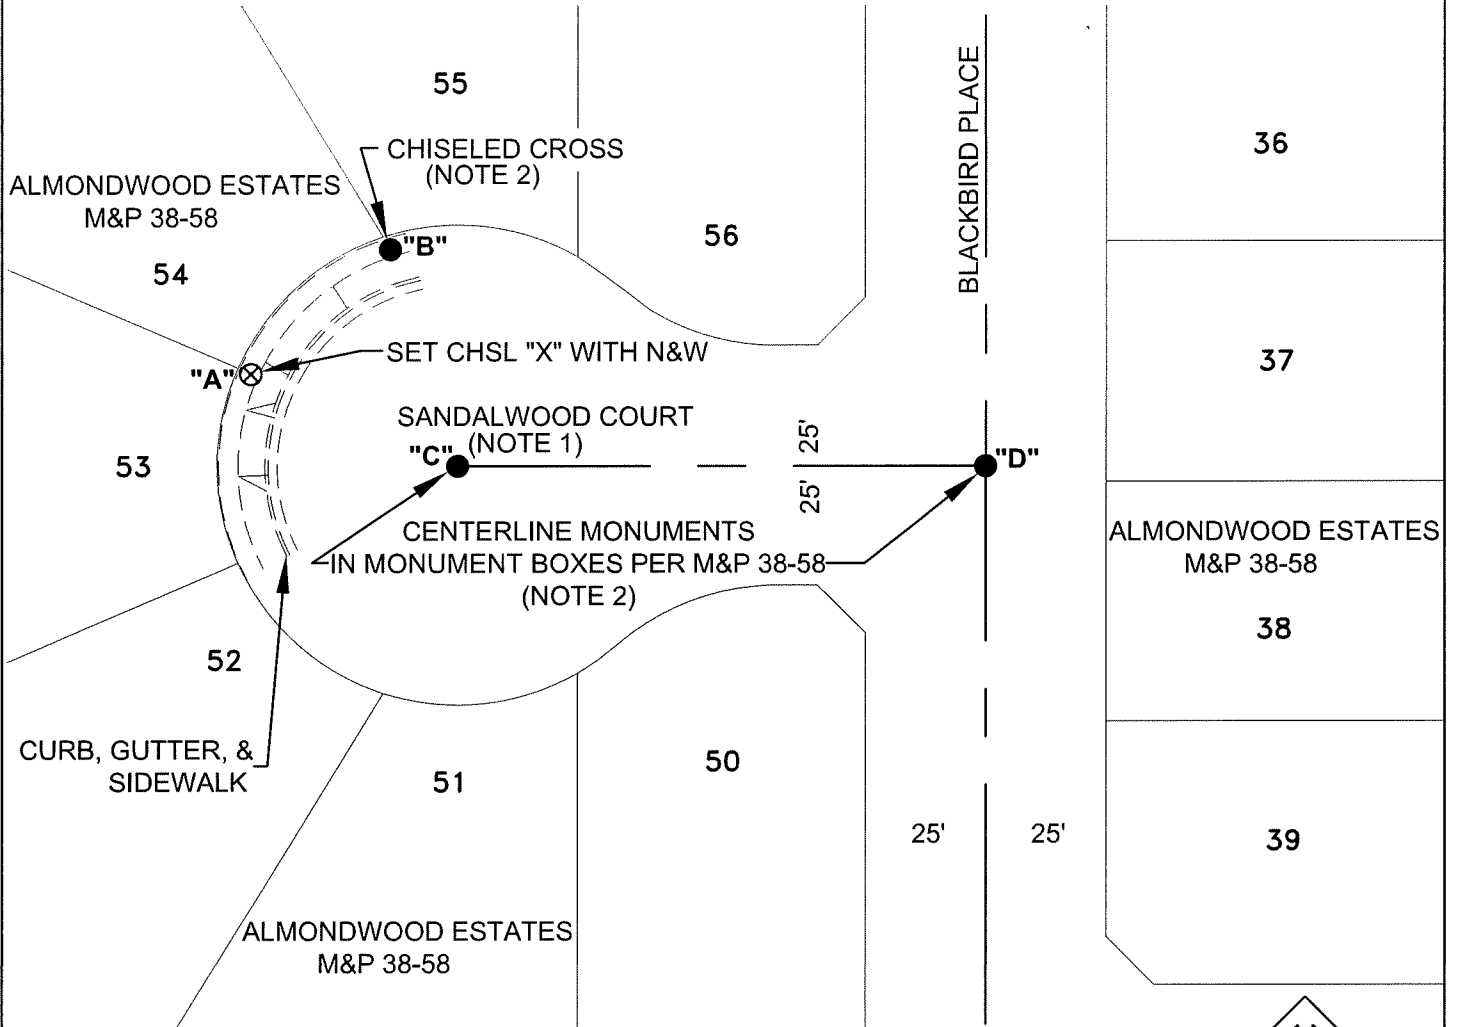 55
CHISELED CROSS
(NOTE 2)
36
ALMONDWOOD ESTATES
M&P 38-58
BLACKBIRD PLACE
56
"B"
54
SET CHSL "X" WITH N&W
37
"A"
SANDALWOOD COURT
(NOTE 1)
25'
"C"
"D"
53
25'
CENTERLINE MONUMENTS
IN MONUMENT BOXES PER M&P 38-58
(NOTE 2)
ALMONDWOOD ESTATES
M&P 38-58
38
52
CURB, GUTTER, &
SIDEWALK
51
50
25'
25'
39
ALMONDWOOD ESTATES
M&P 38-58